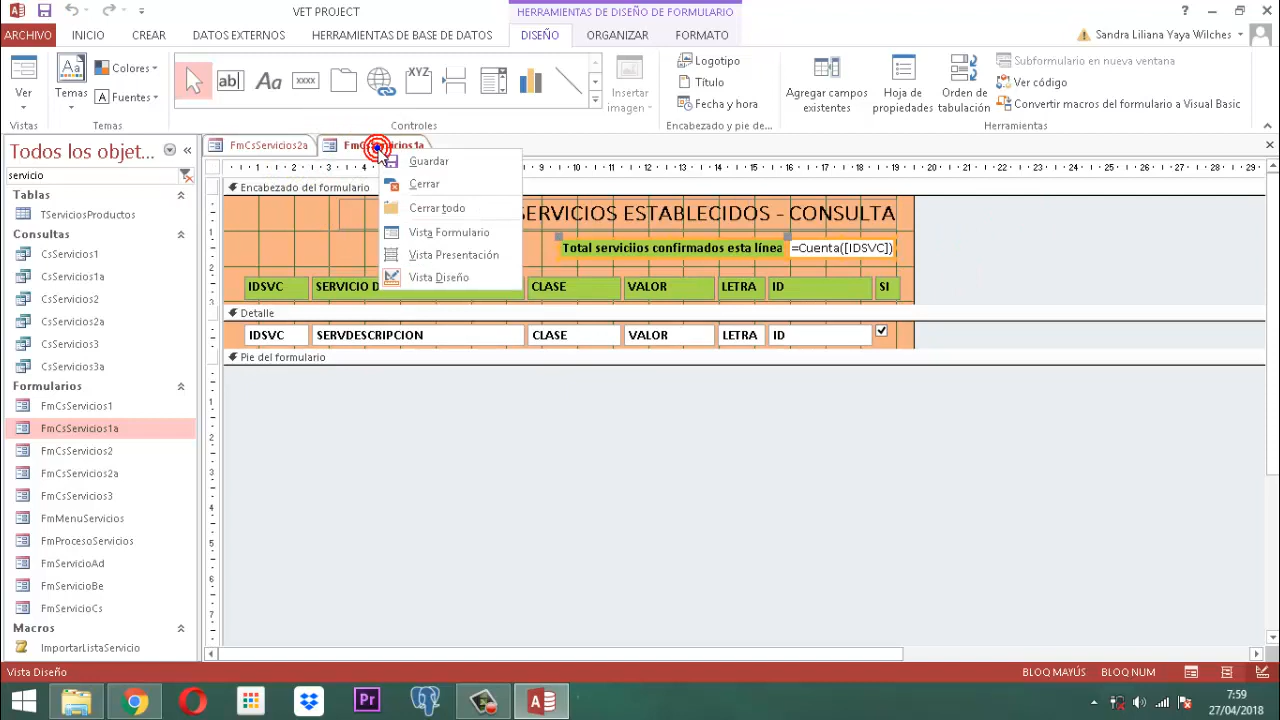 VET PROJECT
HERRAMIENTAS DE DISEÑO DE FORMULARIO
ARCHIVO INICIO CREAR DATOS EXTERNOS HERRAMIENTAS DE BASE DE DATOS DISEÑO ORGANIZAR FORMATO
Sandra Liliana Yaya Wilches
Ver
Temas
Colores
Fuentes
ab|
Aa
xxxx
XYZ
Insertar imagen
Logotipo
Título
Fecha y hora
Agregar campos existentes
Hoja de propiedades
Orden de tabulación
Subformulario en nueva ventana
Ver código
Convertir macros del formulario a Visual Basic
Vistas
Temas
Controles
Encabezado y pie de...
Herramientas
Todos los objet...
servicio
Tablas
TServiciosProductos
Consultas
CsServicios1
CsServicios1a
CsServicios2
CsServicios2a
CsServicios3
CsServicios3a
Formularios
FmCsServicios1
FmCsServicios1a
FmCsServicios2
FmCsServicios2a
FmCsServicios3
FmMenuServicios
FmProcesoServicios
FmServicioAd
FmServicioBe
FmServicioCs
Macros
ImportarListaServicio
FmCsServicios2a
Guardar
Cerrar
Cerrar todo
Vista Formulario
Vista Presentación
Vista Diseño
Encabezado del formulario
SERVICIOS ESTABLECIDOS - CONSULTA
Total serviciios confirmados esta línea =Cuenta([IDSVC])
IDSVC SERVICIO D CLASE VALOR LETRA ID SI
Detalle
IDSVC SERVDESCRIPCION CLASE VALOR LETRA ID
Pie del formulario
Vista Diseño
BLOQ MAYÚS BLOQ NUM
Pr
7:59
27/04/2018